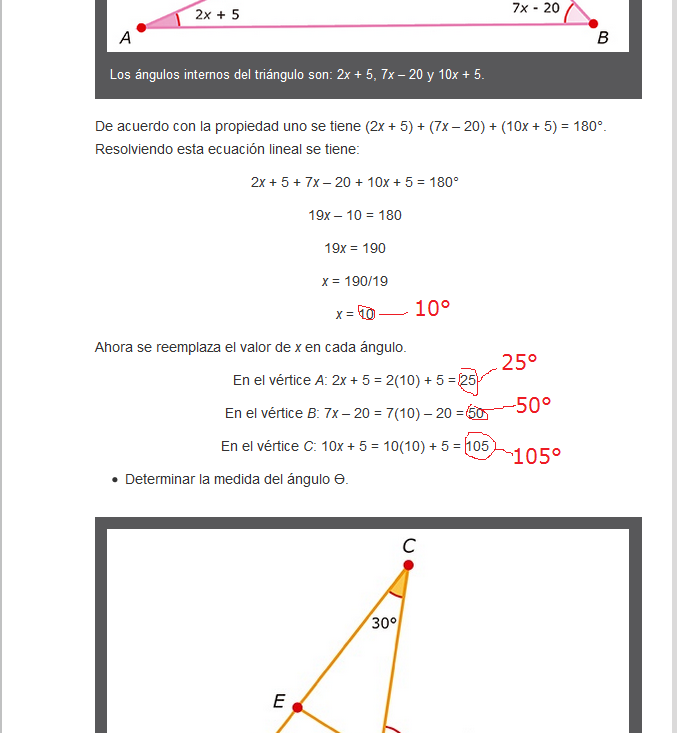 2x + 5
7x - 20
A
B
Los ángulos internos del triángulo son: 2x + 5, 7x – 20 y 10x + 5.
De acuerdo con la propiedad uno se tiene (2x + 5) + (7x – 20) + (10x + 5) = 180°.
Resolviendo esta ecuación lineal se tiene:
2x + 5 + 7x – 20 + 10x + 5 = 180°
19x – 10 = 180
19x = 190
x = 190/19
x = 10 10°
Ahora se reemplaza el valor de x en cada ángulo.
25°
En el vértice A: 2x + 5 = 2(10) + 5 = 25
En el vértice B: 7x – 20 = 7(10) – 20 = 50 50°
En el vértice C: 10x + 5 = 10(10) + 5 = 105 105°
• Determinar la medida del ángulo Ɵ.
C
30°
E